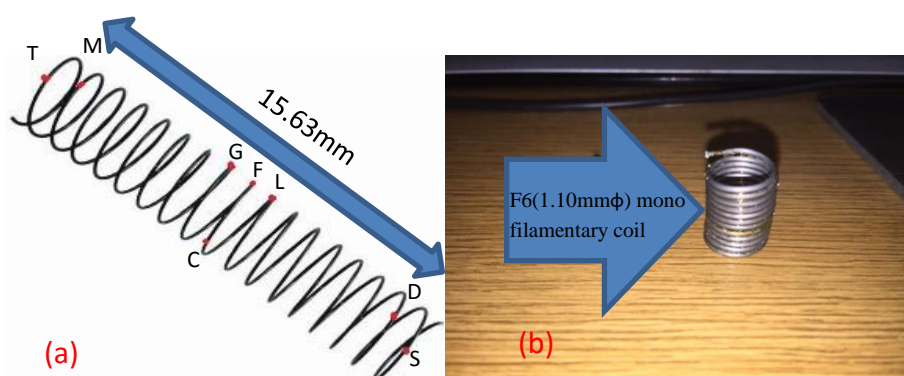 T
M
15.63mm
G
F
L
C
D
S
(a)
F6(1.10mmϕ) mono
filamentary coil
(b)